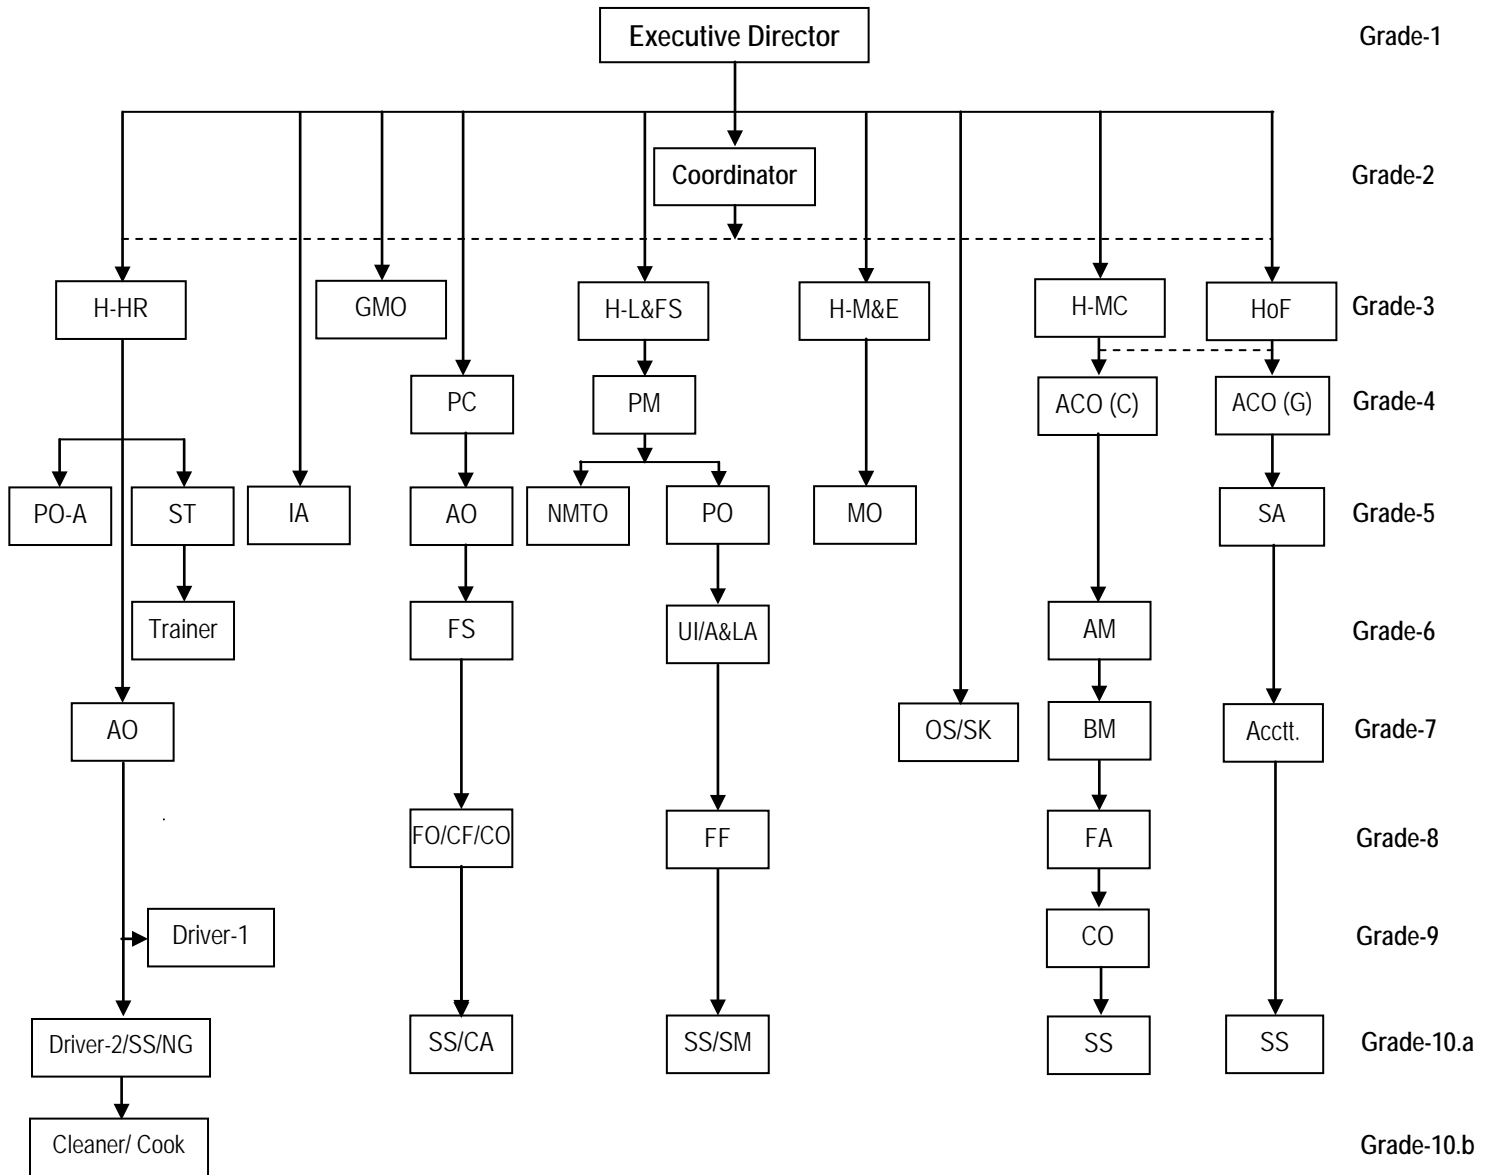 Executive Director
Grade-1
Coordinator
Grade-2
H-HR
GMO
H-L&FS
H-M&E
H-MC
HoF
Grade-3
PC
PM
ACO (C)
ACO (G)
Grade-4
PO-A
ST
IA
AO
NMTO
PO
MO
SA
Grade-5
Trainer
FS
UI/A&LA
AM
Grade-6
AO
OS/SK
BM
Acctt.
Grade-7
FO/CF/CO
FF
FA
Grade-8
Driver-1
CO
Grade-9
Driver-2/SS/NG
SS/CA
SS/SM
SS
SS
Grade-10.a
Cleaner/ Cook
Grade-10.b